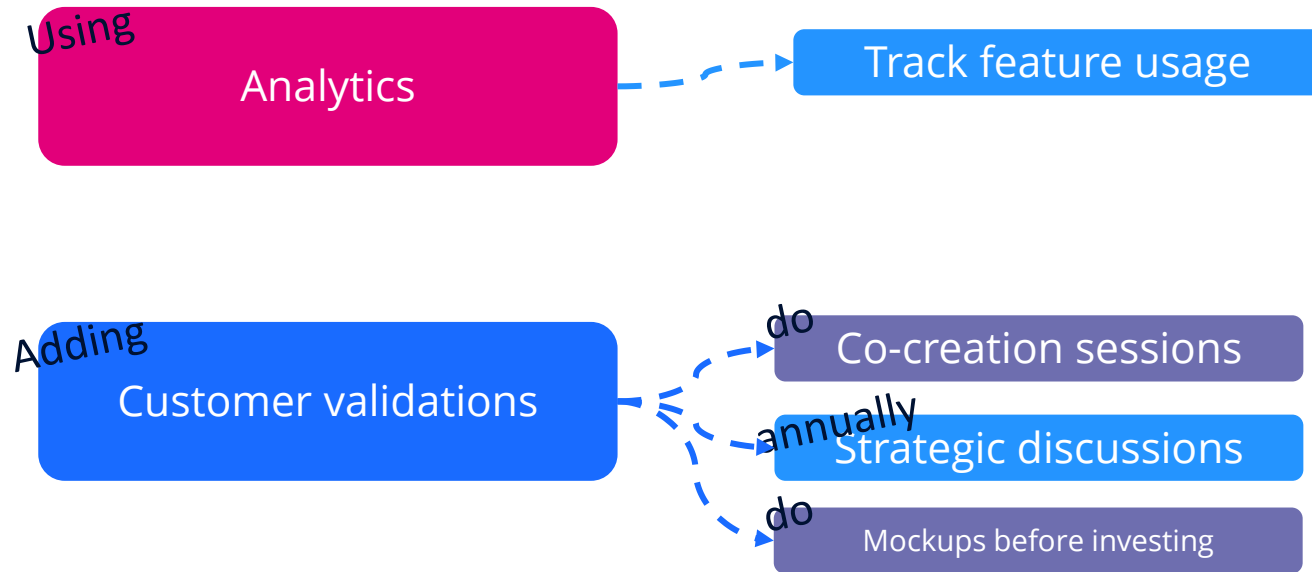 Using
Analytics
Track feature usage
Adding
Customer validations
do
Co-creation sessions
annually
Strategic discussions
do
Mockups before investing